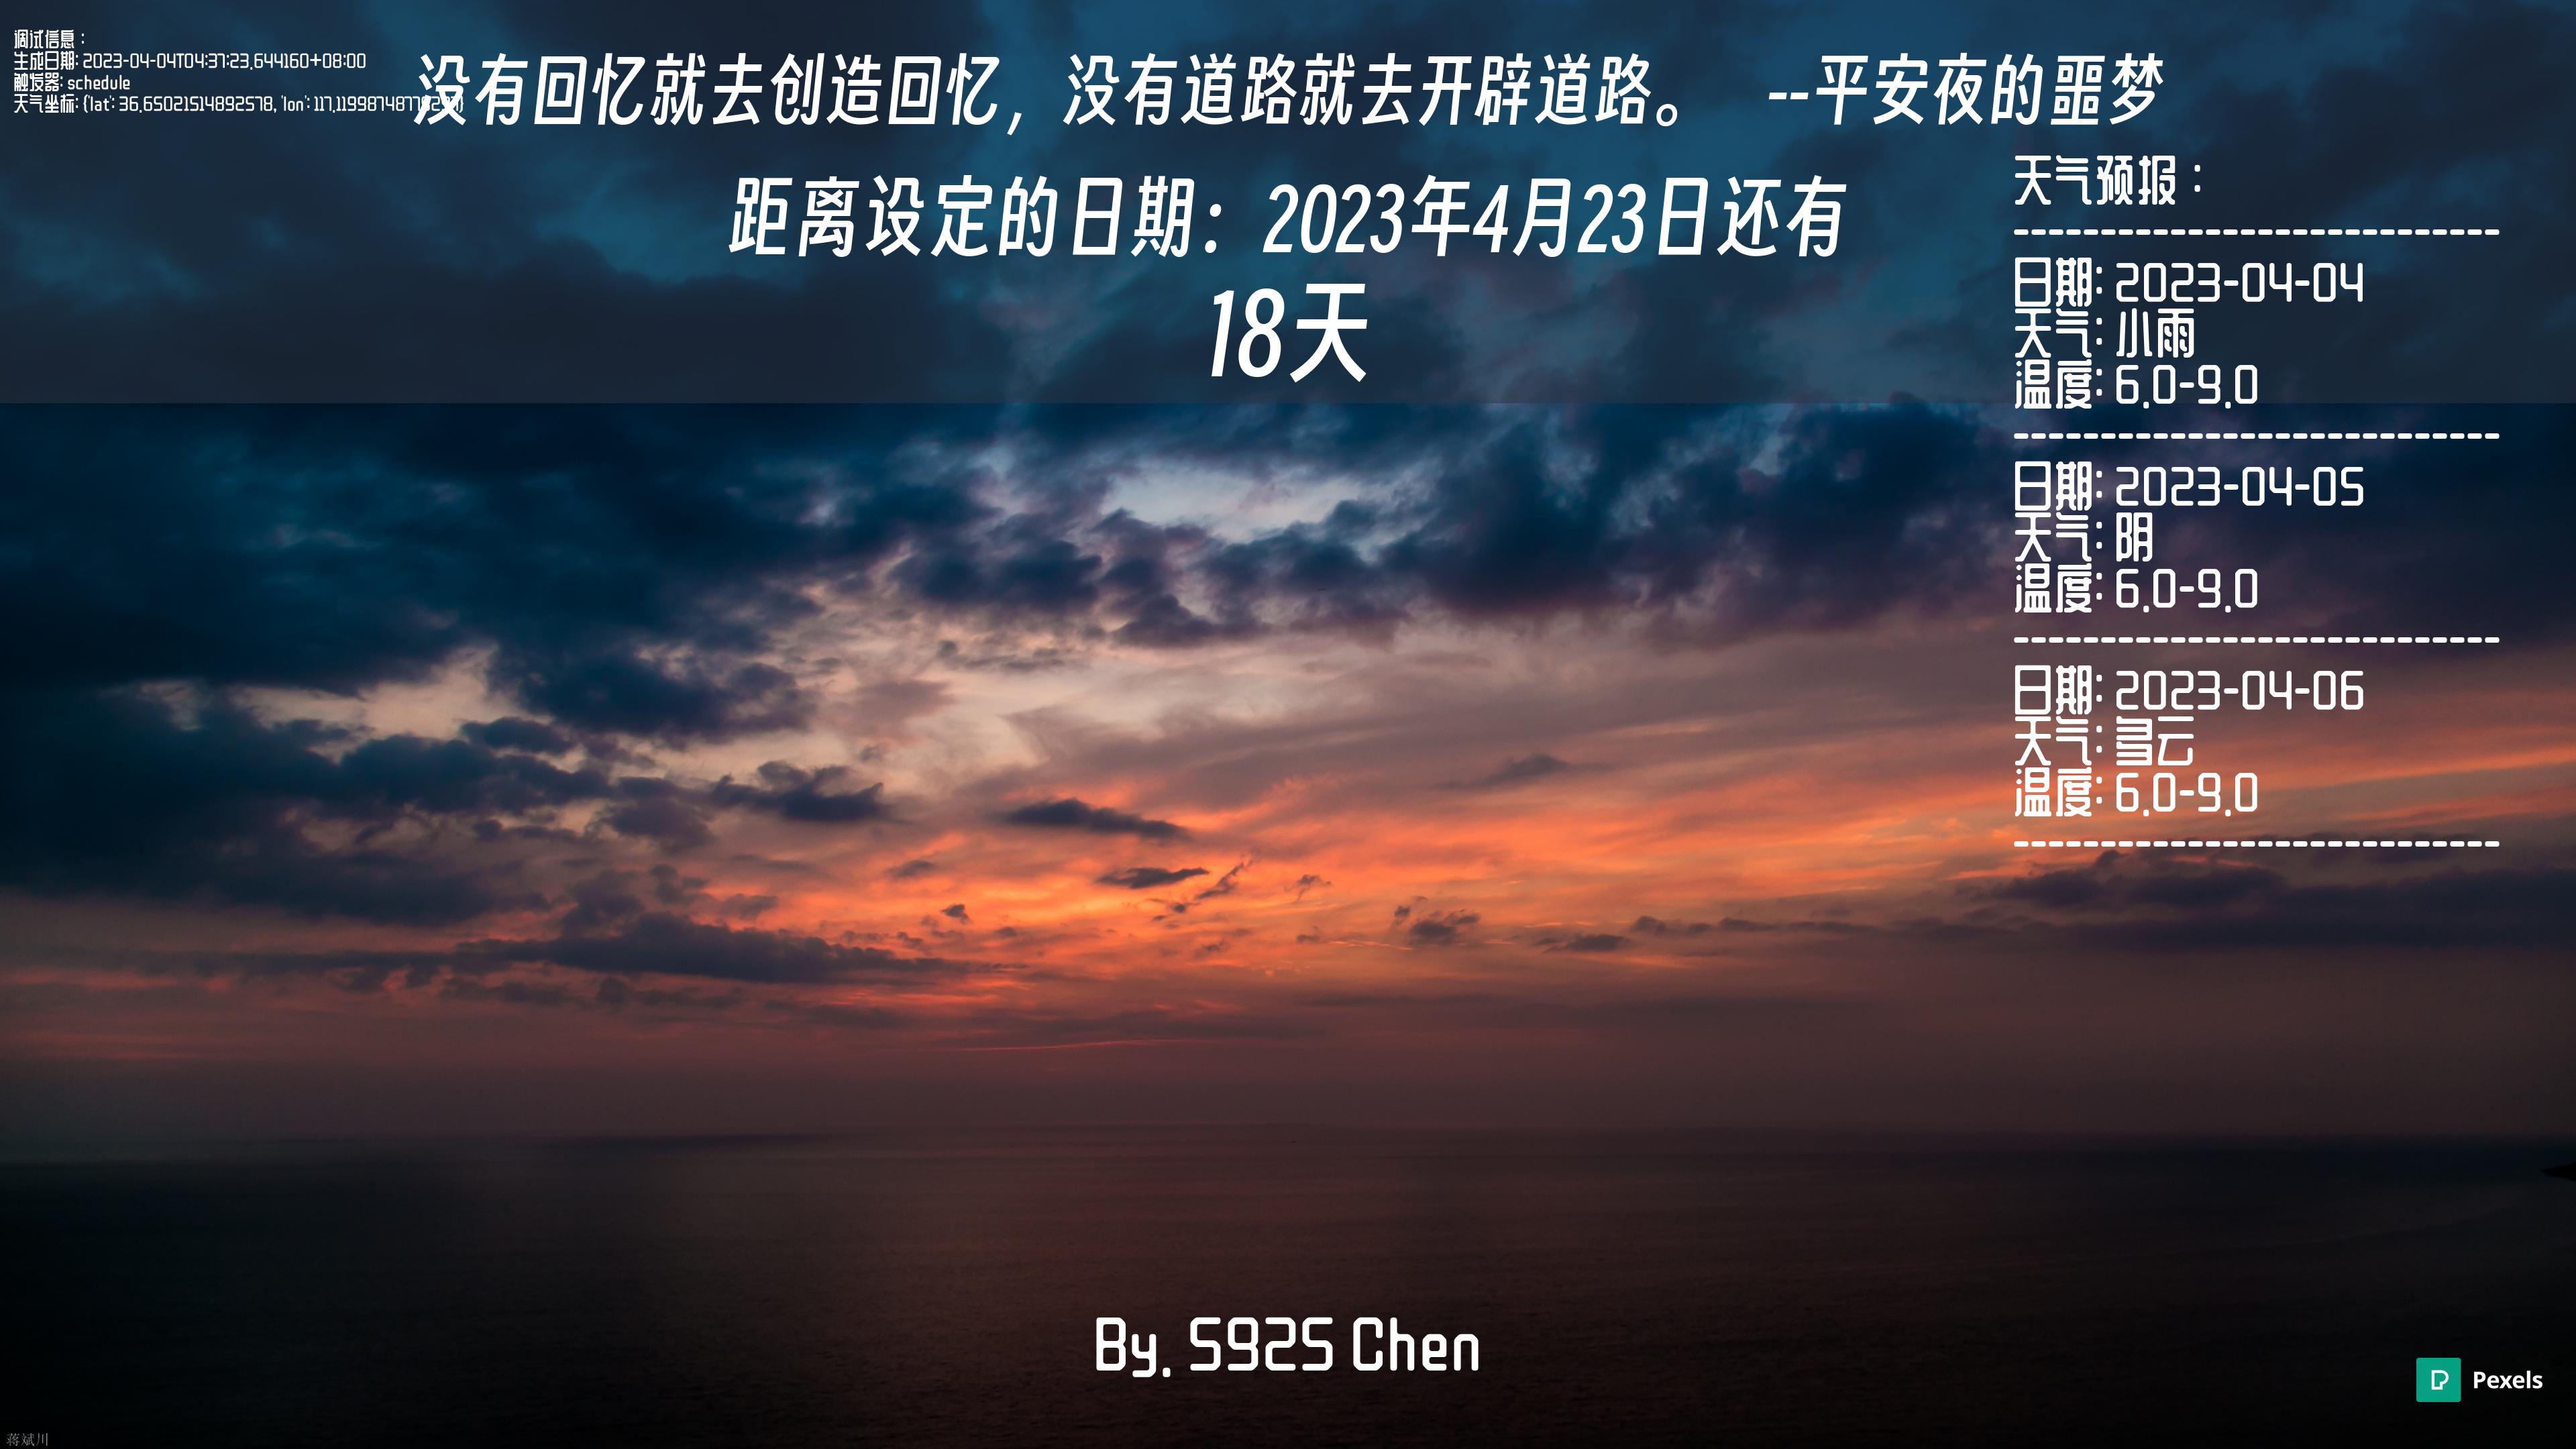 调试信息：
生成日期: 2023-04-04T04:37:23.644160+08:00
触发器: schedule
天气坐标: {'lat': 36.65021514892578, 'lon': 117.11998748779297}
没有回忆就去创造回忆，没有道路就去开辟道路。 --平安夜的噩梦
距离设定的日期：2023年4月23日还有
18天
天气预报：
----------------------------
日期: 2023-04-04
天气: 小雨
温度: 6.0-9.0
----------------------------
日期: 2023-04-05
天气: 阴
温度: 6.0-9.0
----------------------------
日期: 2023-04-06
天气: 多云
温度: 6.0-9.0
----------------------------
By. 5925 Chen
Pexels
蒋斌川